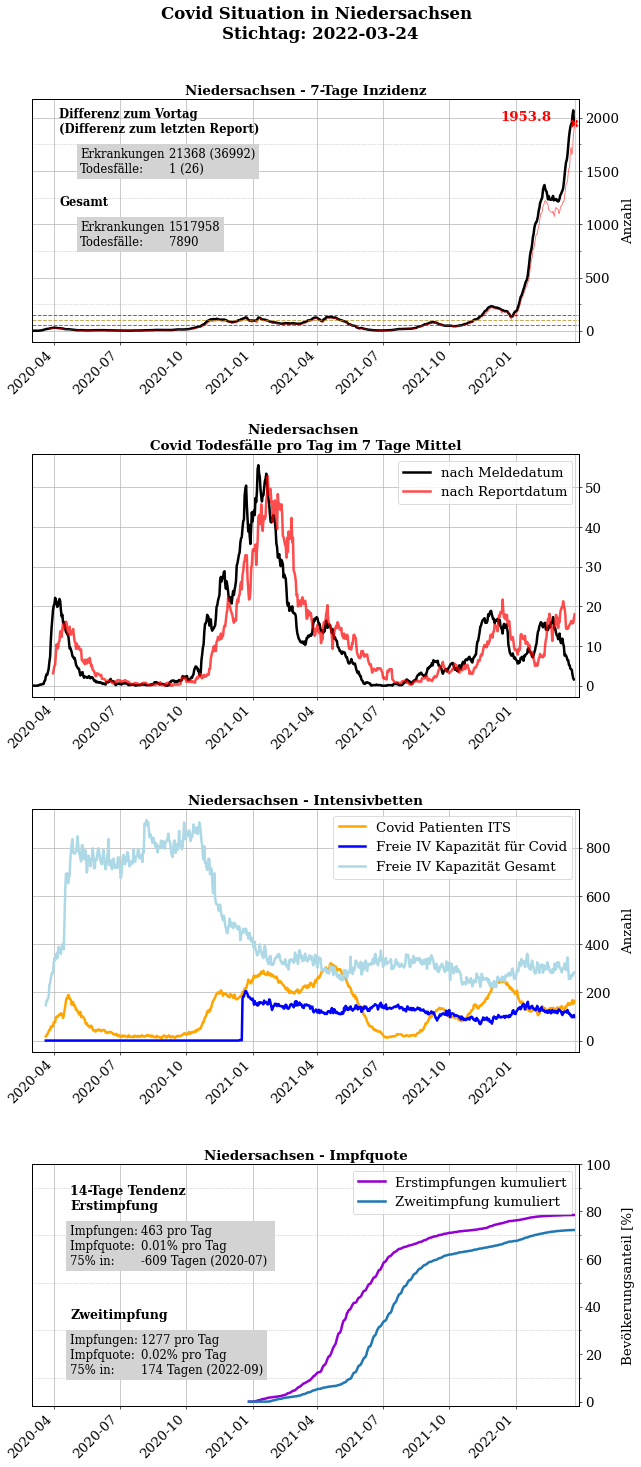 Covid Situation in Niedersachsen
Stichtag: 2022-03-24
Niedersachsen - 7-Tage Inzidenz
Differenz zum Vortag
(Differenz zum letzten Report)
Erkrankungen 21368 (36992)
Todesfälle: 1 (26)
Gesamt
Erkrankungen 1517958
Todesfälle: 7890
1953.8
2000
1500
1000
500
0
Anzahl
2020-04
2020-07
2020-10
2021-01
2021-04
2021-07
2021-10
2022-01
Niedersachsen
Covid Todesfälle pro Tag im 7 Tage Mittel
nach Meldedatum
nach Reportdatum
50
40
30
20
10
0
2020-04
2020-07
2020-10
2021-01
2021-04
2021-07
2021-10
2022-01
Niedersachsen - Intensivbetten
Covid Patienten ITS
Freie IV Kapazität für Covid
Freie IV Kapazität Gesamt
800
600
400
200
0
Anzahl
2020-04
2020-07
2020-10
2021-01
2021-04
2021-07
2021-10
2022-01
Niedersachsen - Impfquote
14-Tage Tendenz
Erstimpfung
Impfungen: 463 pro Tag
Impfquote: 0.01% pro Tag
75% in: -609 Tagen (2020-07)
Zweitimpfung
Impfungen: 1277 pro Tag
Impfquote: 0.02% pro Tag
75% in: 174 Tagen (2022-09)
Erstimpfungen kumuliert
Zweitimpfung kumuliert
100
80
60
40
20
0
Bevölkerungsanteil [%]
2020-04
2020-07
2020-10
2021-01
2021-04
2021-07
2021-10
2022-01